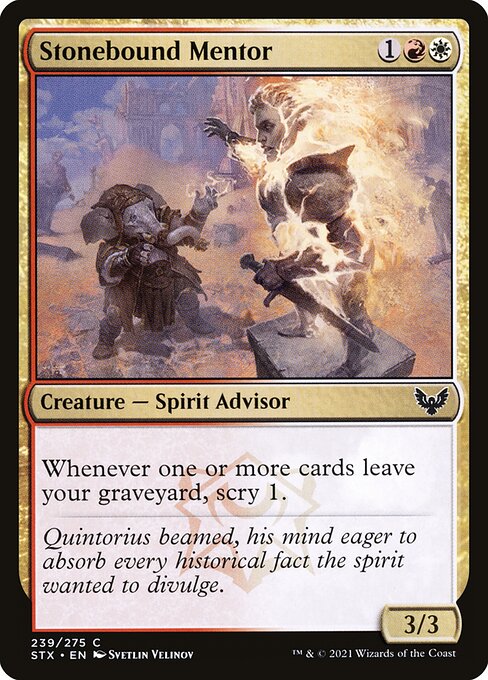 Stonebound Mentor 1
Creature — Spirit Advisor
Whenever one or more cards leave
your graveyard, scry 1.
Quintorius beamed, his mind eager to
absorb every historical fact the spirit
wanted to divulge.
3/3
239/275 C
STX • EN Svetlin Velinov
™ & © 2021 Wizards of the Coast